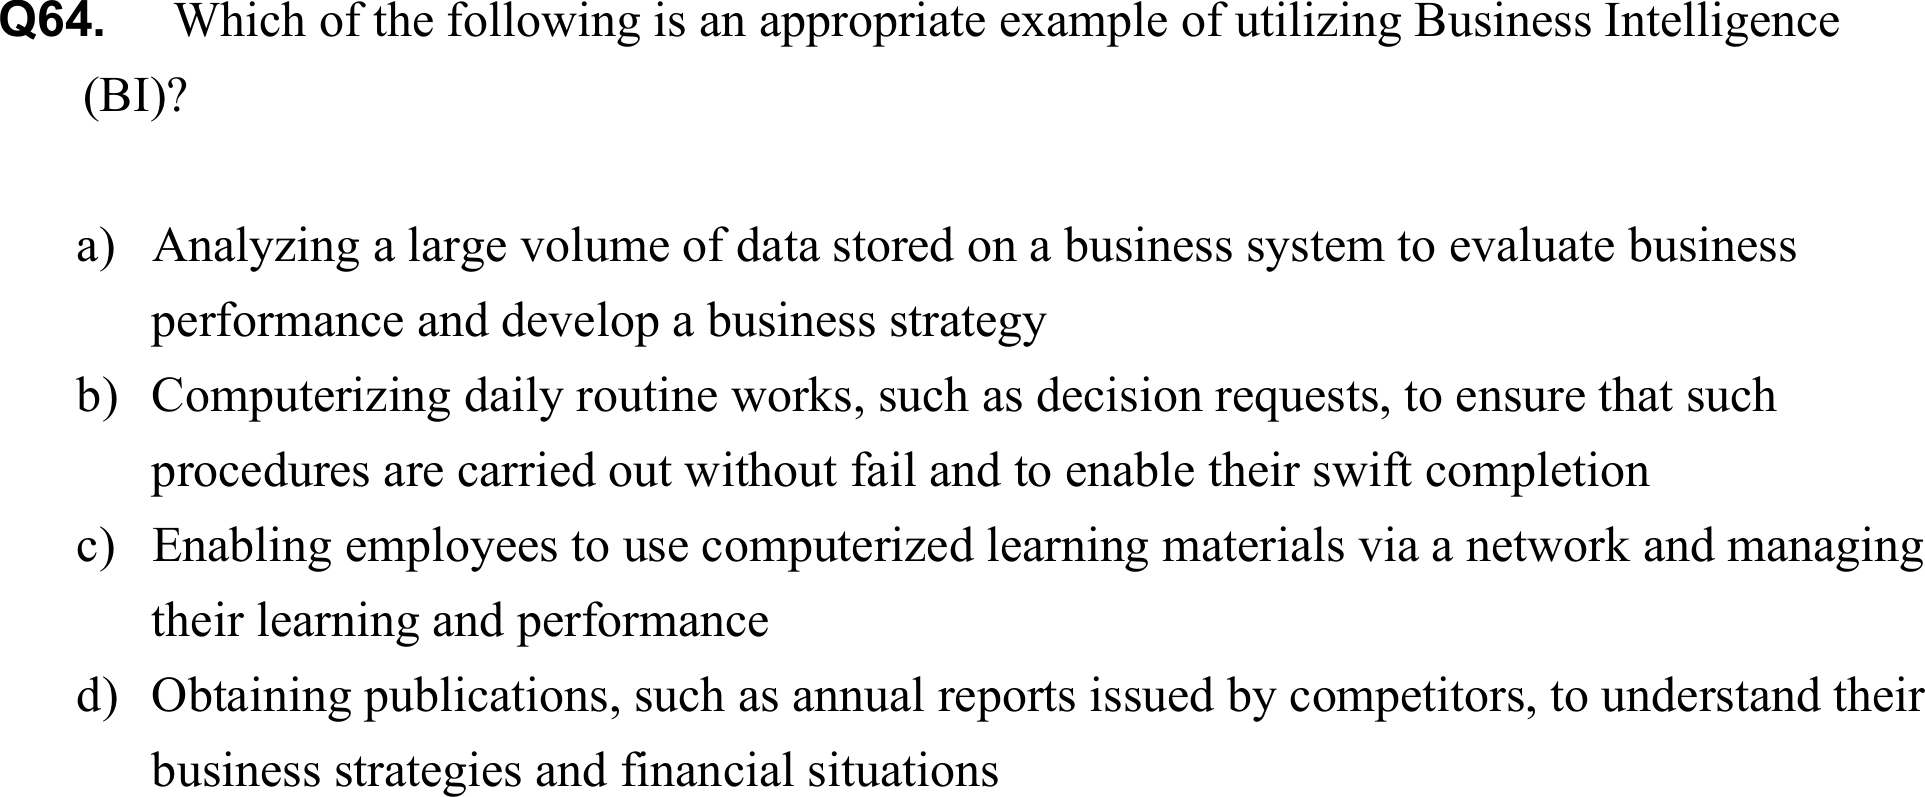 Q64. Which of the following is an appropriate example of utilizing Business Intelligence
(BI)?
a) Analyzing a large volume of data stored on a business system to evaluate business
performance and develop a business strategy
b) Computerizing daily routine works, such as decision requests, to ensure that such
procedures are carried out without fail and to enable their swift completion
c) Enabling employees to use computerized learning materials via a network and managing
their learning and performance
d) Obtaining publications, such as annual reports issued by competitors, to understand their
business strategies and financial situations